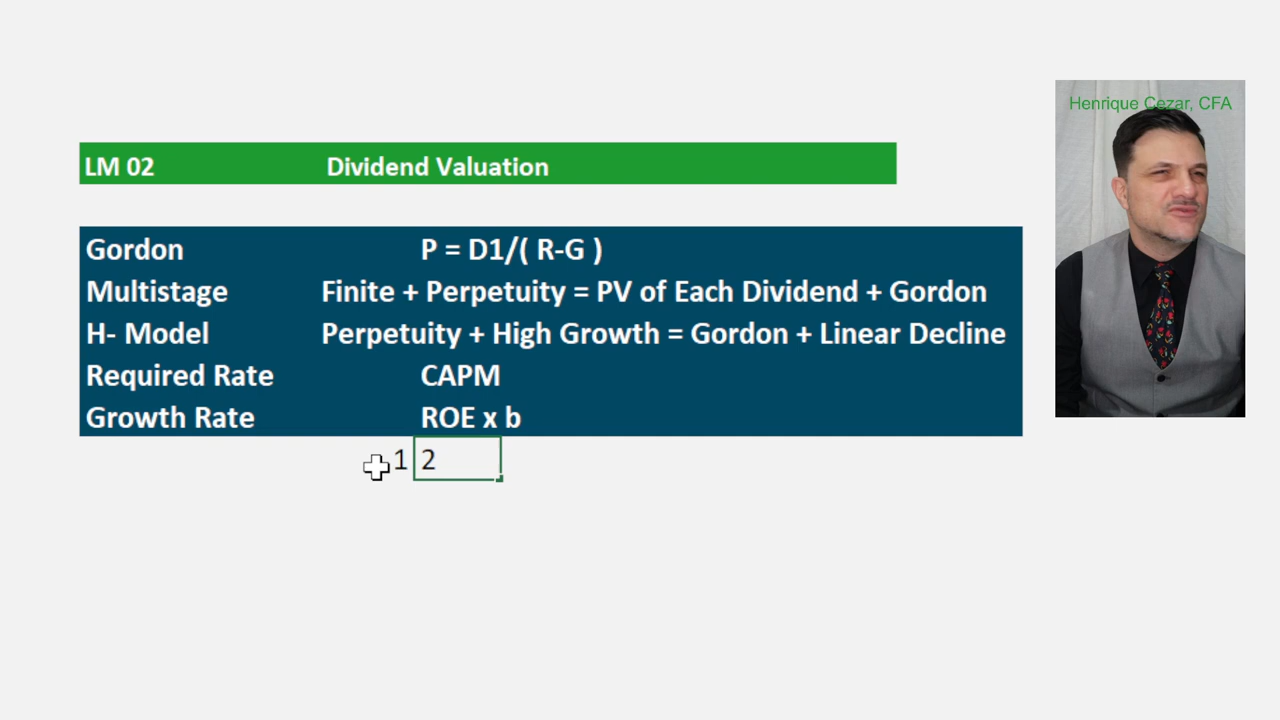 Henrique Cezar, CFA
LM 02 Dividend Valuation
Gordon P = D1/( R-G )
Multistage Finite + Perpetuity = PV of Each Dividend + Gordon
H- Model Perpetuity + High Growth = Gordon + Linear Decline
Required Rate CAPM
Growth Rate ROE x b
1 2